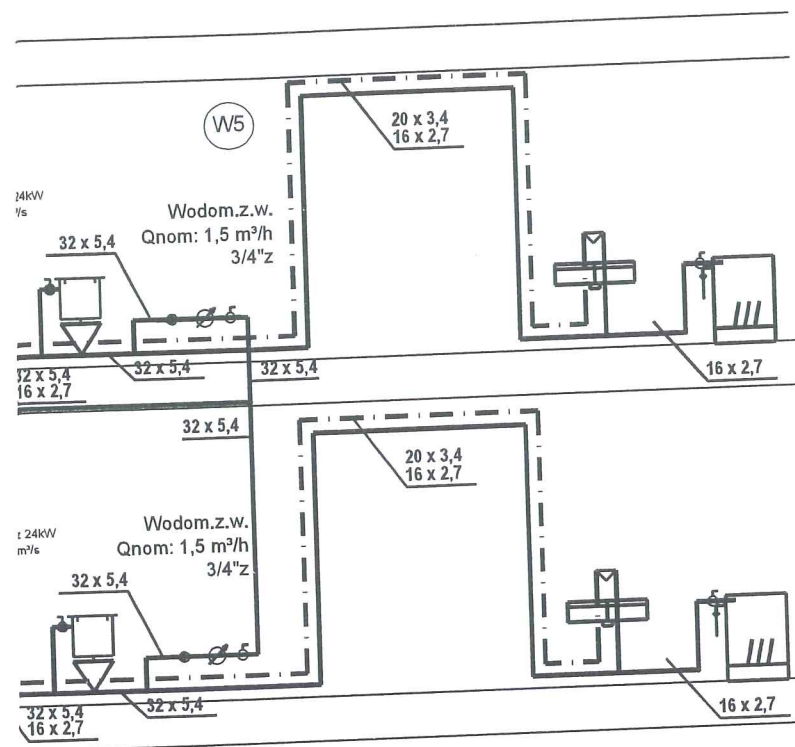 W5
20 x 3,4
16 x 2,7
24kW
Wodom.z.w.
Qnom: 1,5 m³/h
3/4"z
32 x 5,4
32 x 5,4
16 x 2,7
32 x 5,4
32 x 5,4
16 x 2,7
32 x 5,4
20 x 3,4
16 x 2,7
24kW
m³/s
Wodom.z.w.
Qnom: 1,5 m³/h
3/4"z
32 x 5,4
32 x 5,4
16 x 2,7
32 x 5,4
16 x 2,7